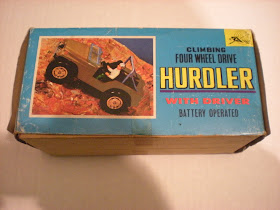 CLIMBING
FOUR WHEEL DRIVE
HURDLER
WITH DRIVER
BATTERY OPERATED